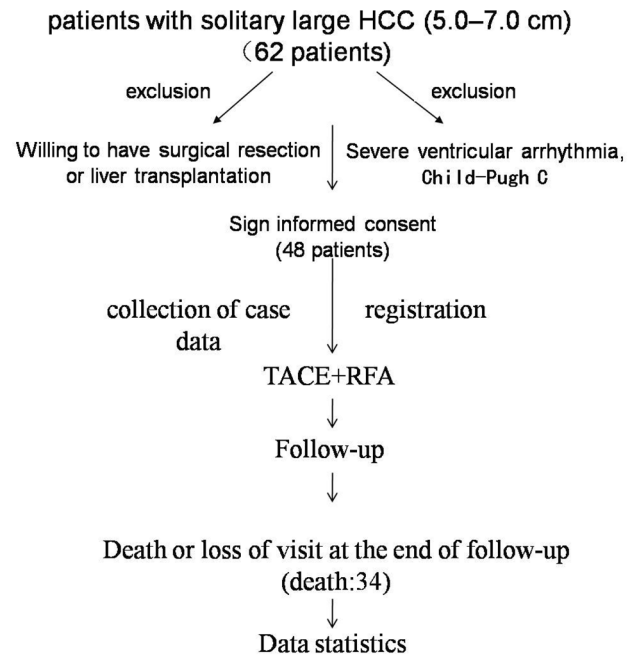 patients with solitary large HCC (5.0–7.0 cm)
(62 patients)
exclusion
exclusion
Willing to have surgical resection
or liver transplantation
Severe ventricular arrhythmia,
Child-Pugh C
Sign informed consent
(48 patients)
collection of case
data
registration
TACE+RFA
Follow-up
Death or loss of visit at the end of follow-up
(death:34)
Data statistics